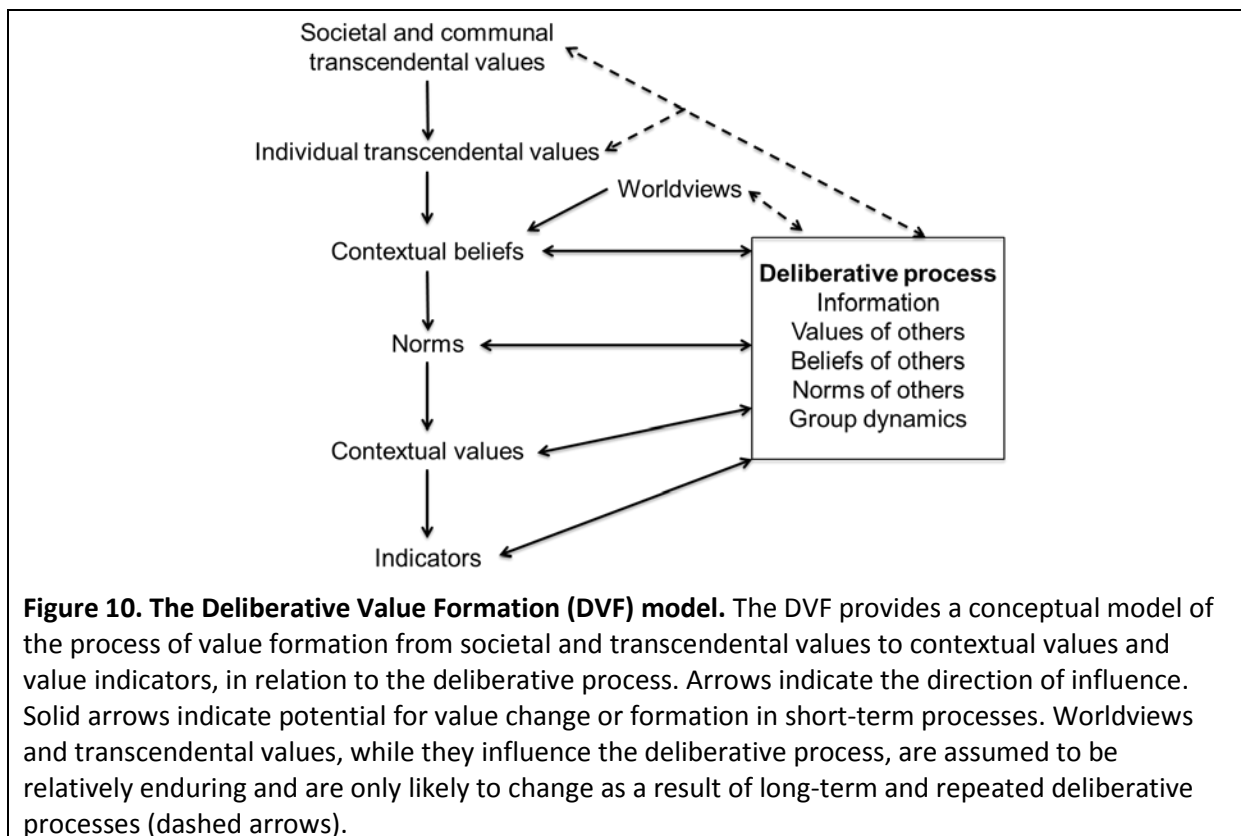 Societal and communal
transcendental values
Individual transcendental values
Worldviews
Contextual beliefs
Deliberative process
Information
Values of others
Beliefs of others
Norms of others
Group dynamics
Norms
Contextual values
Indicators
Figure 10. The Deliberative Value Formation (DVF) model. The DVF provides a conceptual model of
the process of value formation from societal and transcendental values to contextual values and
value indicators, in relation to the deliberative process. Arrows indicate the direction of influence.
Solid arrows indicate potential for value change or formation in short-term processes. Worldviews
and transcendental values, while they influence the deliberative process, are assumed to be
relatively enduring and are only likely to change as a result of long-term and repeated deliberative
processes (dashed arrows).